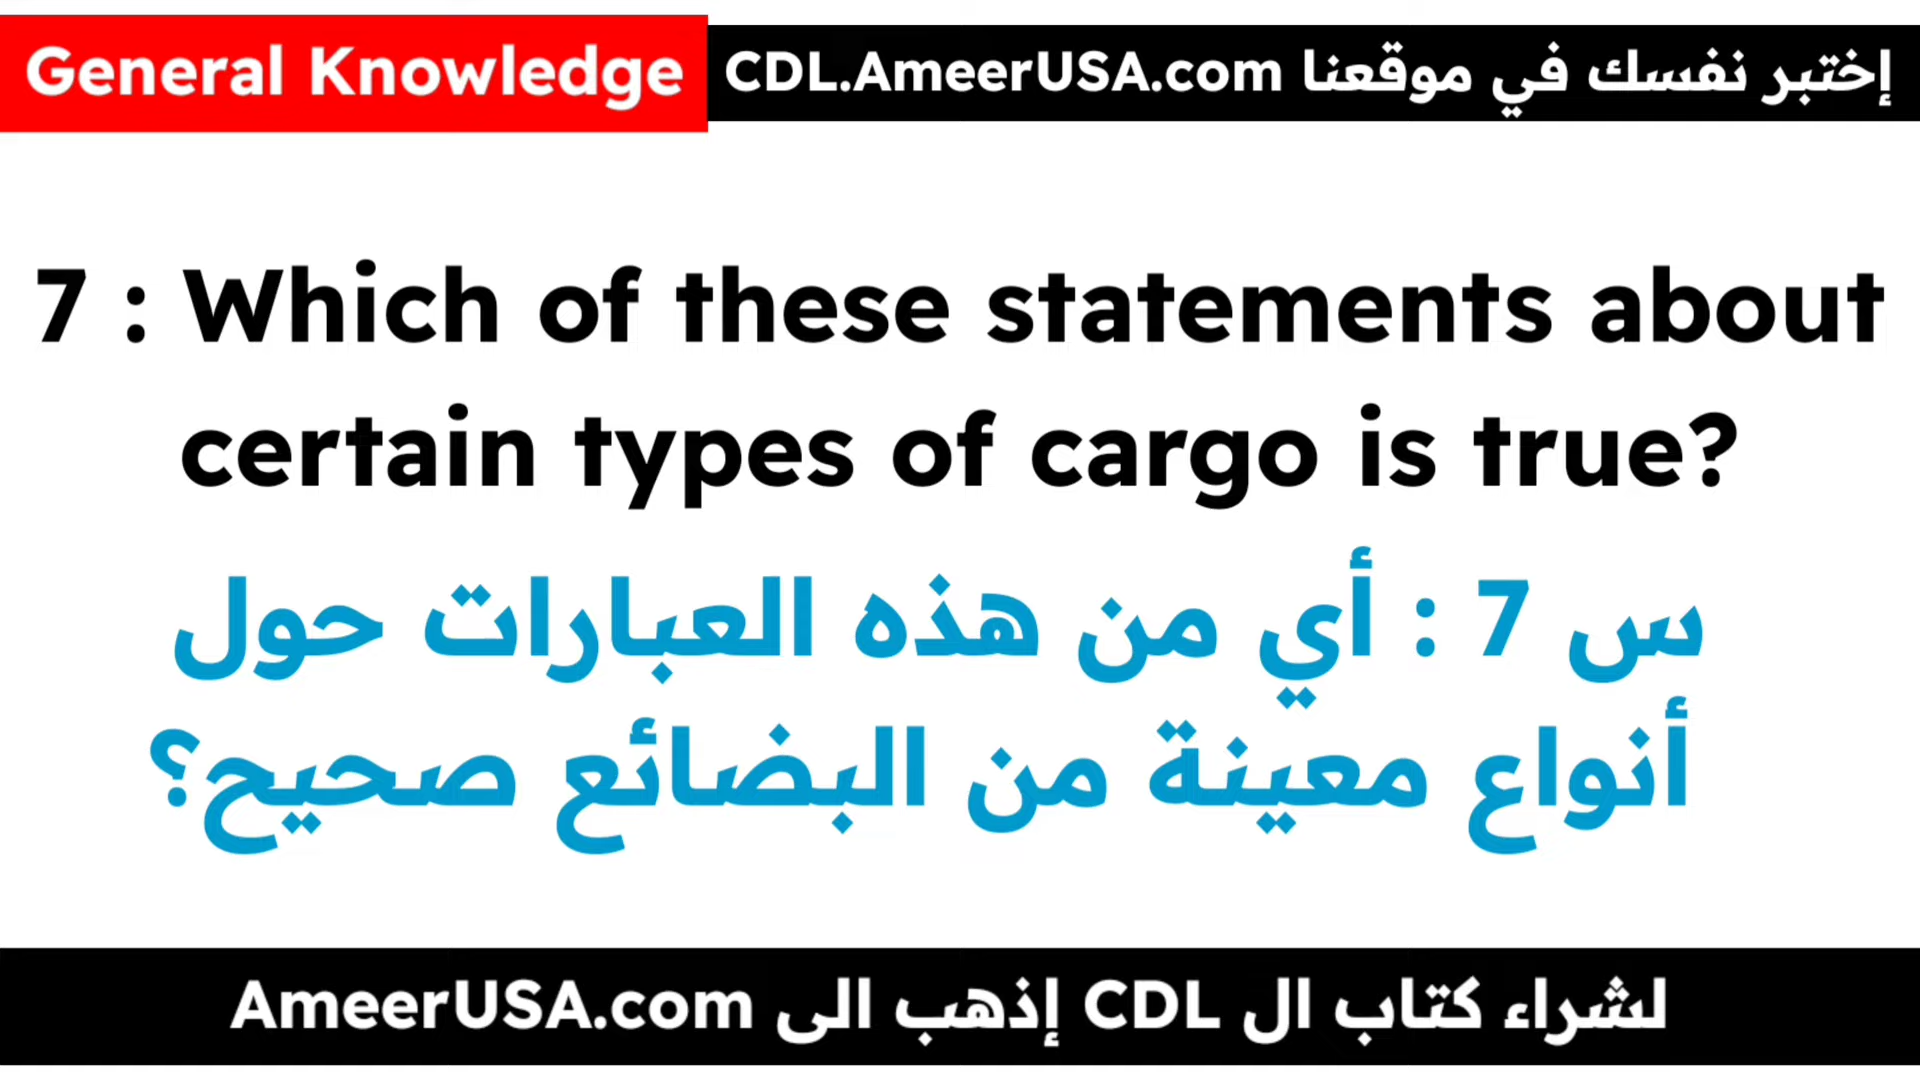 General Knowledge
إختبر نفسك في موقعنا CDL.AmeerUSA.com
7 : Which of these statements about
certain types of cargo is true?
س 7 : أي من هذه العبارات حول
أنواع معينة من البضائع صحيح؟
لشراء كتاب ال CDL إذهب الى AmeerUSA.com